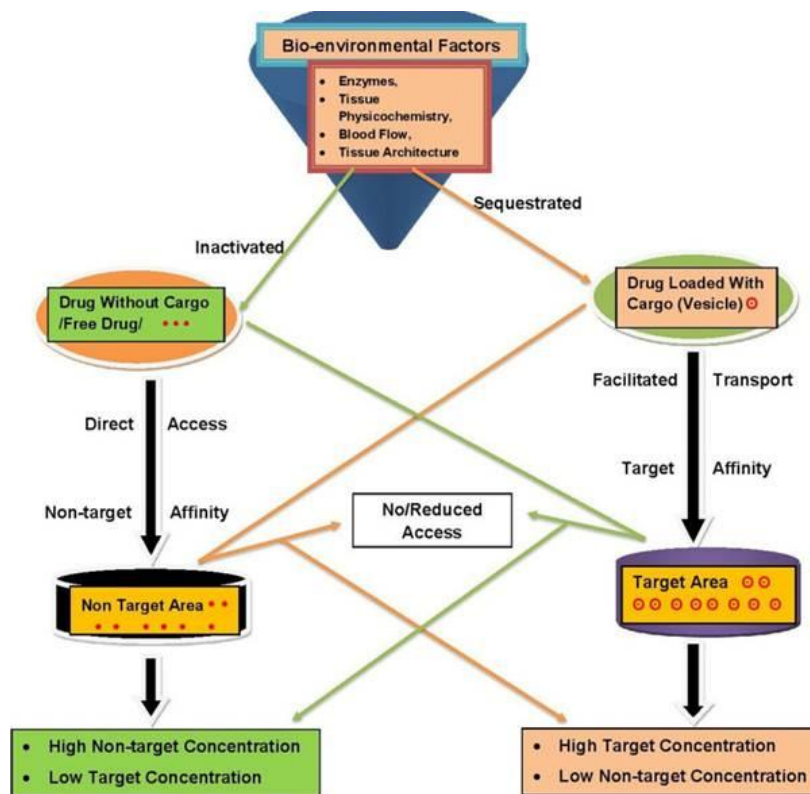 Bio-environmental Factors
• Enzymes,
• Tissue
Physicochemistry,
• Blood Flow,
• Tissue Architecture
Sequestrated
Inactivated
Drug Without Cargo
/Free Drug/
Drug Loaded With
Cargo (Vesicle)
Facilitated Transport
Direct Access
Target Affinity
Non-target Affinity
No/Reduced
Access
Non Target Area
Target Area
• High Non-target Concentration
• Low Target Concentration
• High Target Concentration
• Low Non-target Concentration